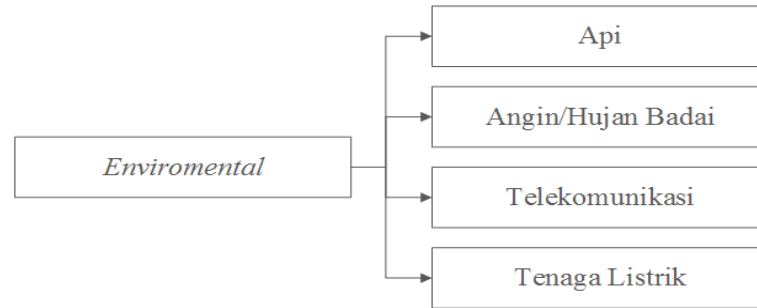 Api
Angin/Hujan Badai
Enviromental
Telekomunikasi
Tenaga Listrik